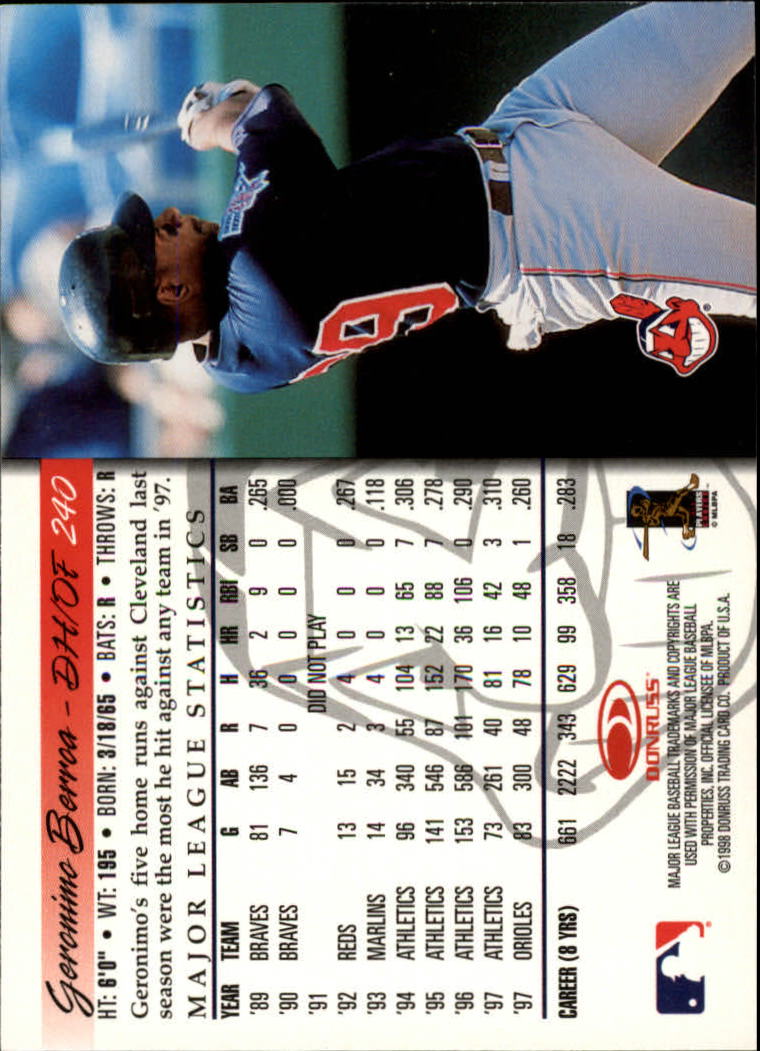 Geronimo Berroa - DH/OF 240
HT: 6'0" • WT: 195 • BORN: 3/18/65 • BATS: R • THROWS: R
Geronimo's five home runs against Cleveland last
season were the most he hit against any team in '97.
MAJOR LEAGUE STATISTICS
YEAR TEAM G AB R H HR RBI SB BA
'89 BRAVES 81 136 7 36 2 9 0 .265
'90 BRAVES 7 4 0 0 0 0 0 .000
'91 DID NOT PLAY
'92 REDS 13 15 2 4 0 0 0 .267
'93 MARLINS 14 34 3 4 0 0 0 .118
'94 ATHLETICS 96 340 55 104 13 65 7 .306
'95 ATHLETICS 141 546 87 152 22 88 7 .278
'96 ATHLETICS 153 586 101 170 36 106 0 .290
'97 ATHLETICS 73 261 40 81 16 42 3 .310
'97 ORIOLES 83 300 48 78 10 48 1 .260
CAREER (8 YRS) 661 2222 343 629 99 358 18 .283
DONRUSS
MAJOR LEAGUE BASEBALL TRADEMARKS AND COPYRIGHTS ARE
USED WITH PERMISSION OF MAJOR LEAGUE BASEBALL
PROPERTIES, INC. OFFICIAL LICENSEE OF MLBPA.
©1998 DONRUSS TRADING CARD CO. PRODUCT OF U.S.A.
PLAYERS
© MLBPA